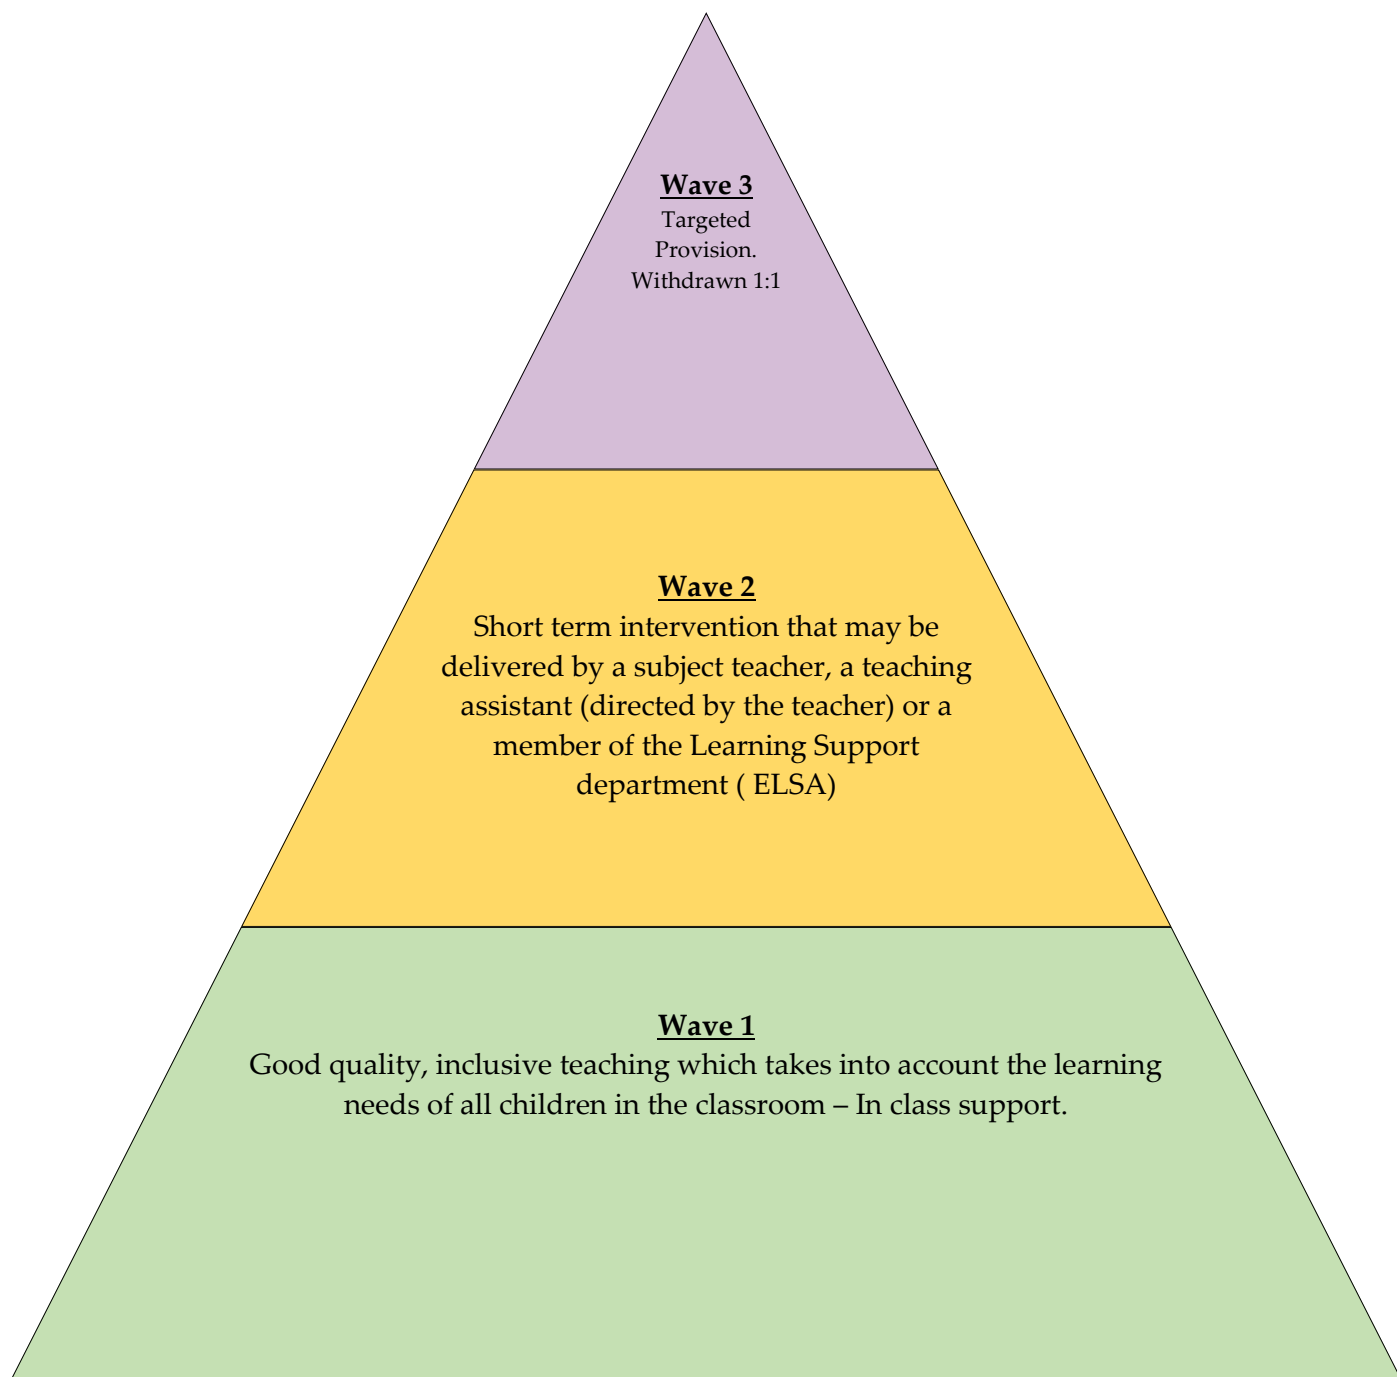 Wave 3
Targeted
Provision.
Withdrawn 1:1
Wave 2
Short term intervention that may be
delivered by a subject teacher, a teaching
assistant (directed by the teacher) or a
member of the Learning Support
department ( ELSA)
Wave 1
Good quality, inclusive teaching which takes into account the learning
needs of all children in the classroom – In class support.